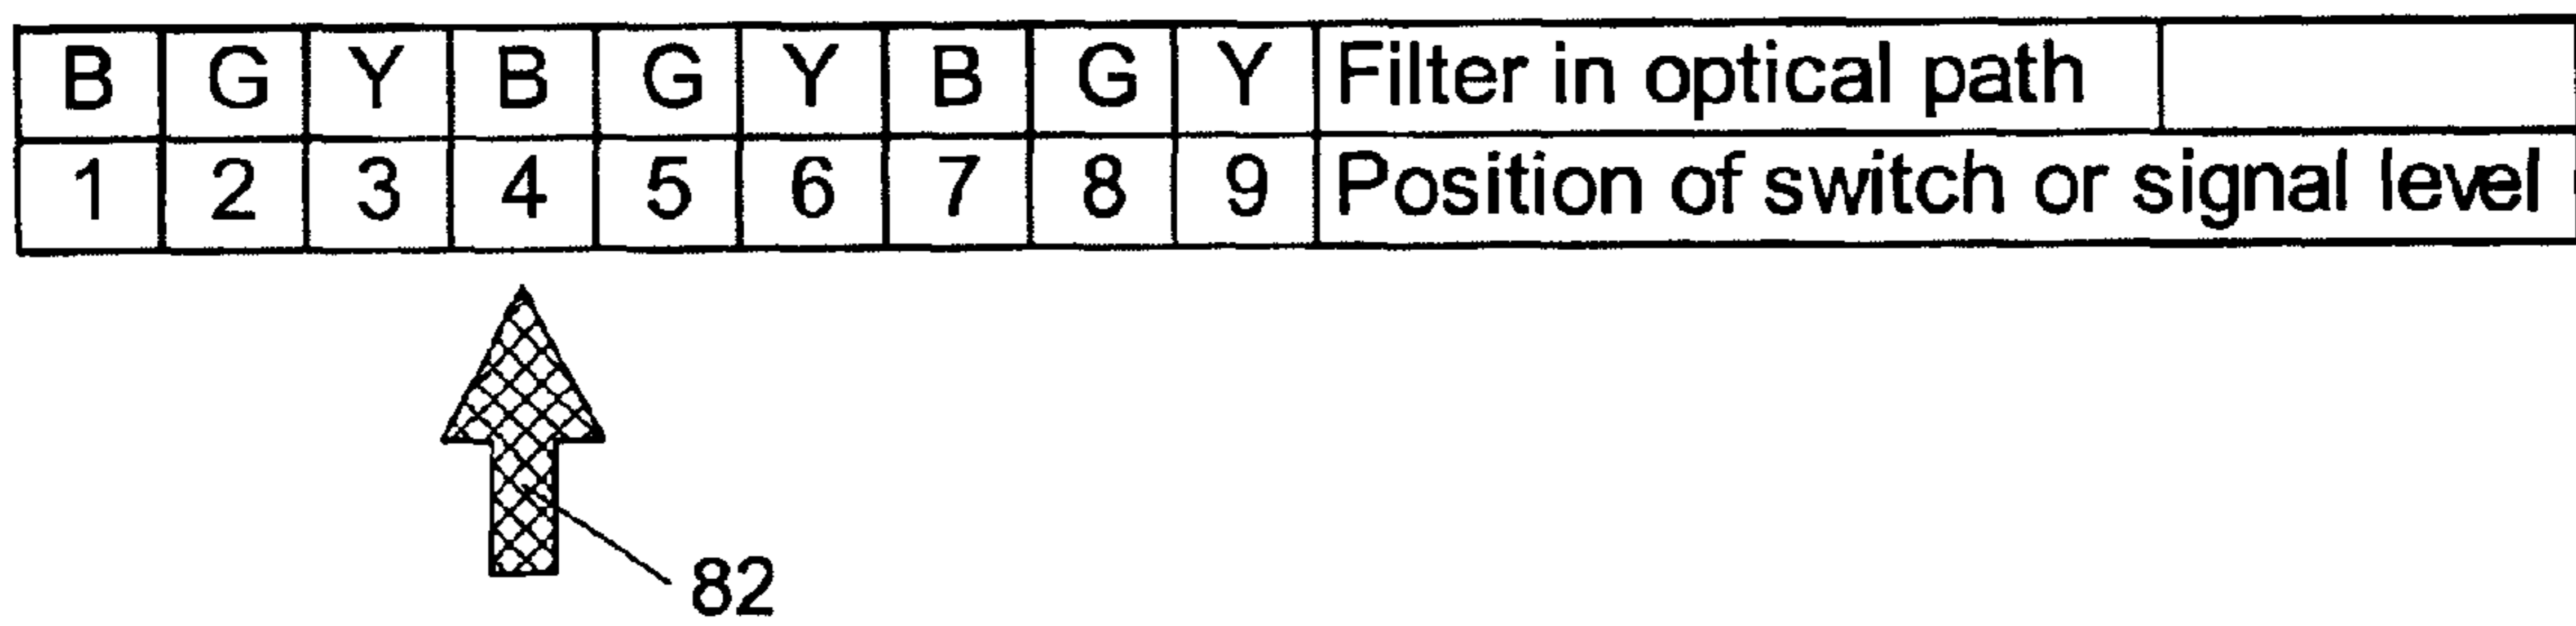 B G Y B G Y B G Y Filter in optical path
1 2 3 4 5 6 7 8 9 Position of switch or signal level
82